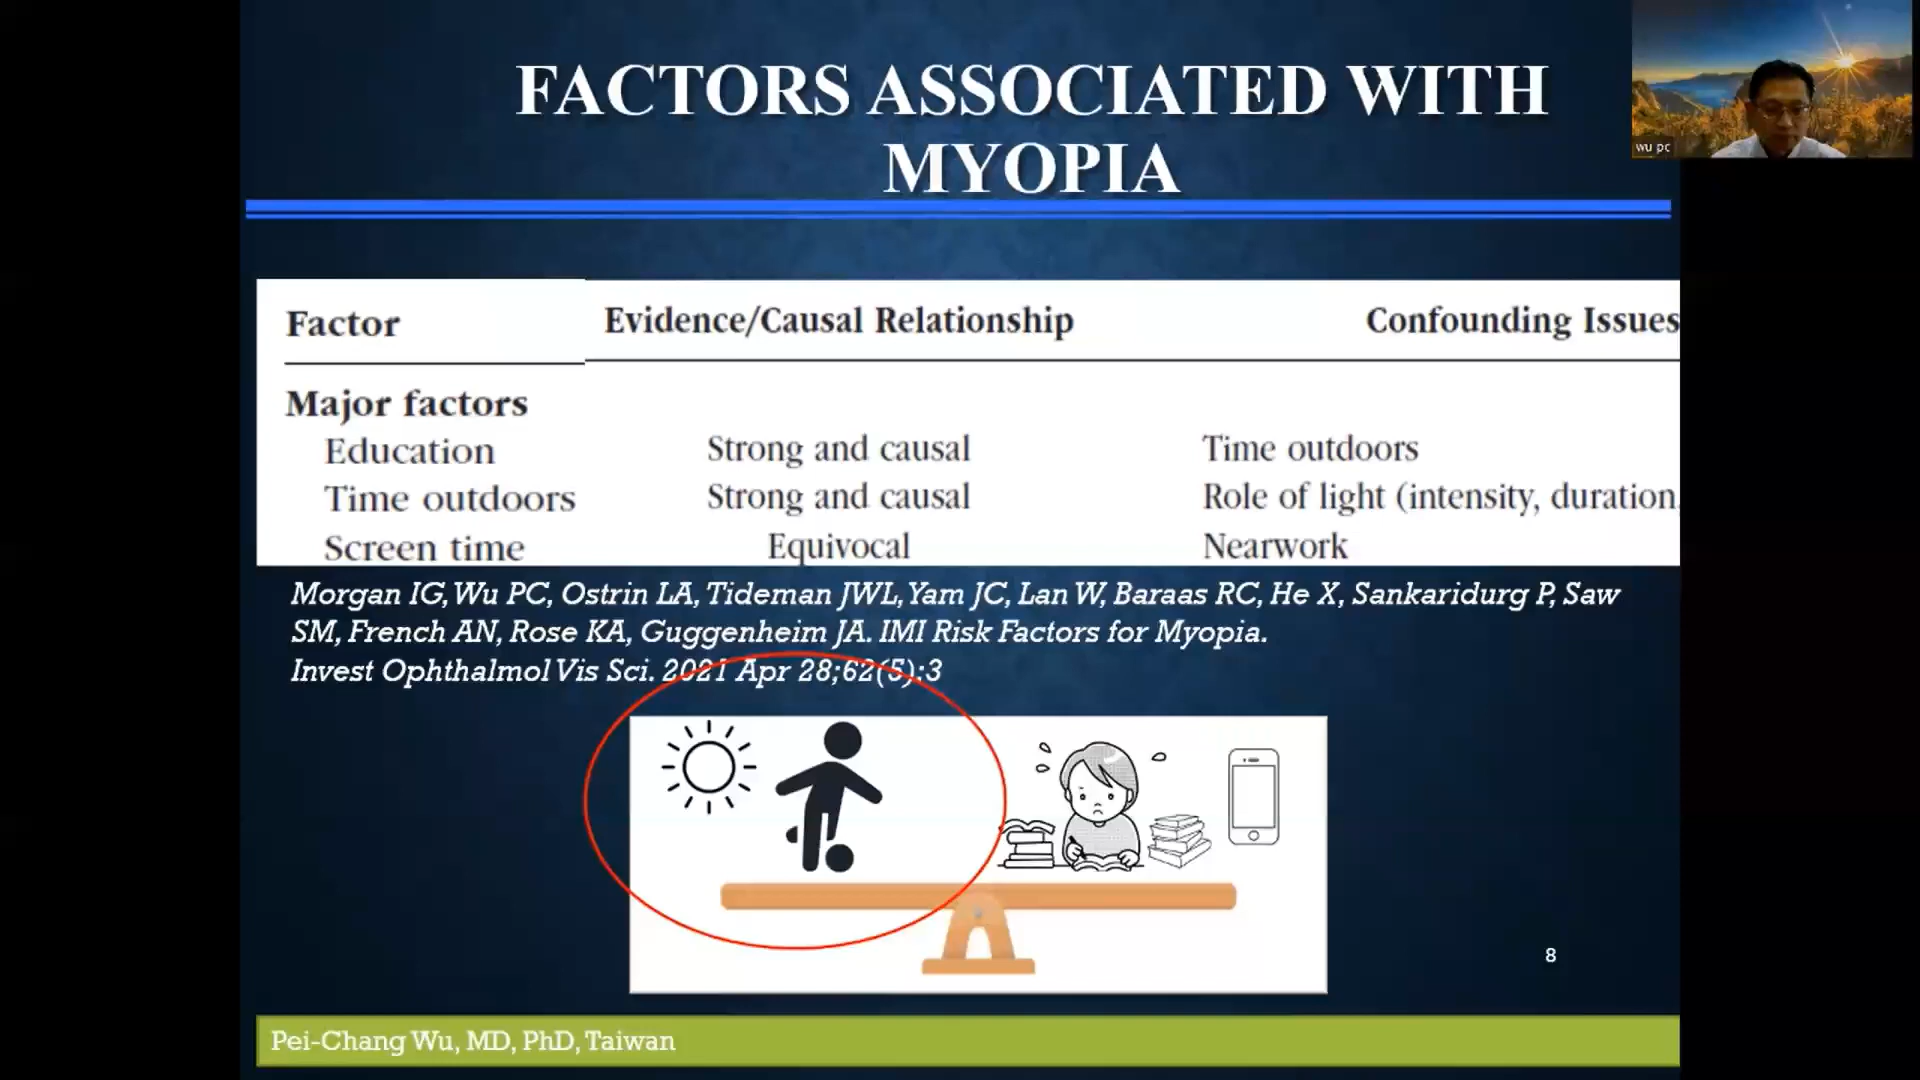 FACTORS ASSOCIATED WITH
MYOPIA
wu pc
Factor Evidence/Causal Relationship Confounding Issues
Major factors
Education Strong and causal Time outdoors
Time outdoors Strong and causal Role of light (intensity, duration,
Screen time Equivocal Nearwork
Morgan IG, Wu PC, Ostrin LA, Tideman JWL, Yam JC, Lan W, Baraas RC, He X, Sankaridurg P, Saw
SM, French AN, Rose KA, Guggenheim JA. IMI Risk Factors for Myopia.
Invest Ophthalmol Vis Sci. 2021 Apr 28;62(5):3
8
Pei-Chang Wu, MD, PhD, Taiwan